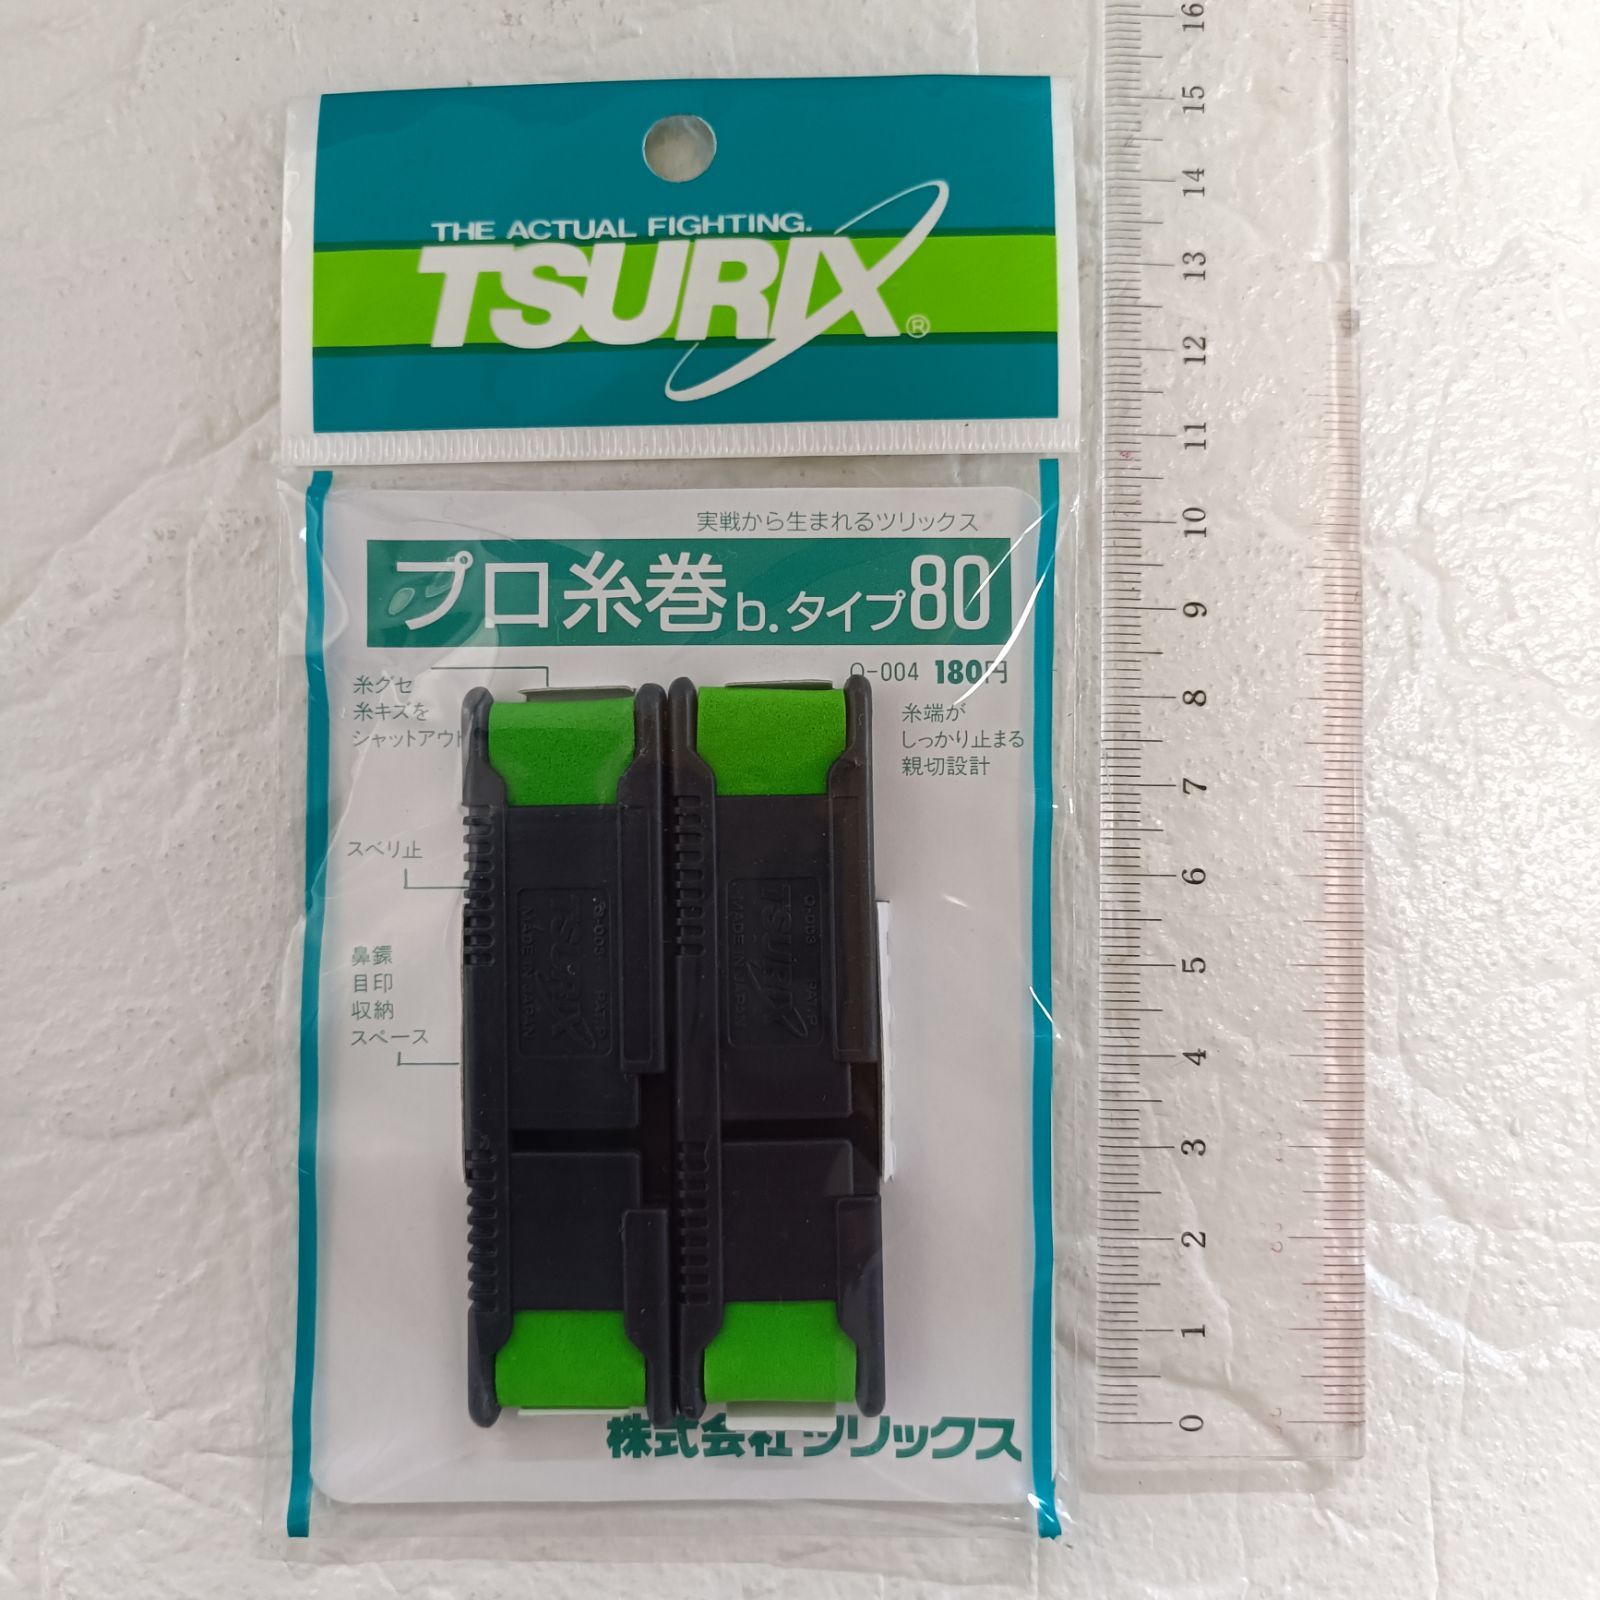 THE ACTUAL FIGHTING.
TSURIX®
実戦から生まれるツリックス
プロ糸巻b.タイプ80
O-004 180円
糸グセ
糸キズを
シャットアウト
糸端が
しっかり止まる
親切設計
スベリ止
鼻鐶
目印
収納
スペース
TSURIX
MADE IN JAPAN
PAT.P
O-003
TSURIX
MADE IN JAPAN
PAT.P
株式会社ツリックス
16
15
14
13
12
11
10
9
8
7
6
5
4
3
2
1
0